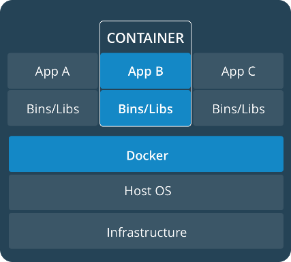 CONTAINER
App A App B App C
Bins/Libs Bins/Libs Bins/Libs
Docker
Host OS
Infrastructure